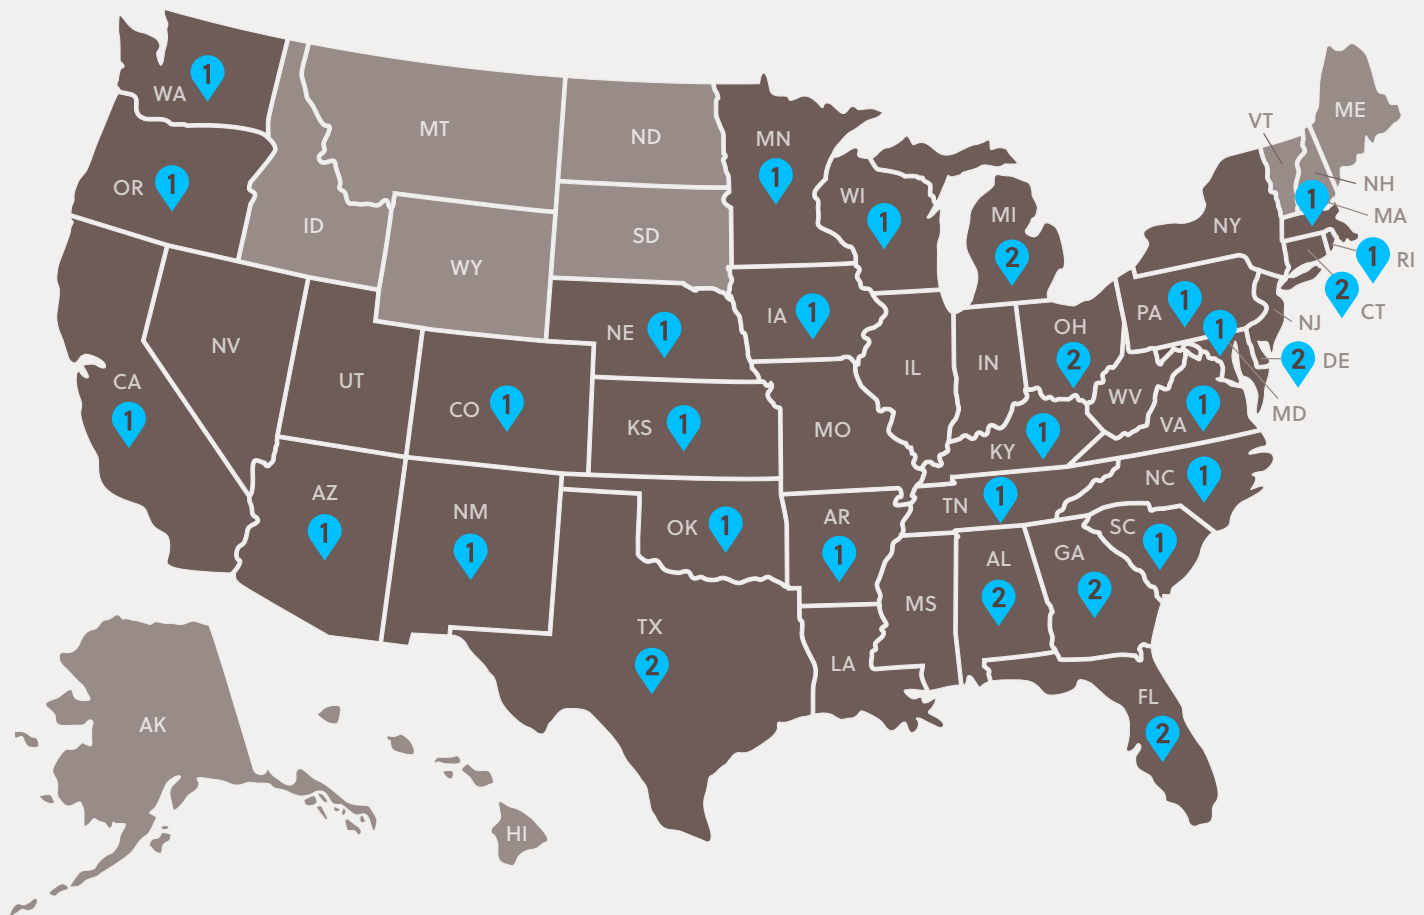 WA
1
OR
1
CA
1
NV
ID
MT
WY
UT
CO
1
AZ
1
NM
1
ND
SD
NE
1
KS
1
OK
1
TX
2
MN
1
IA
1
MO
AR
1
LA
WI
1
IL
MI
2
IN
OH
2
KY
1
TN
1
MS
AL
2
GA
2
FL
2
SC
1
NC
1
VA
1
WV
PA
1
1
MD
NY
VT
ME
NH
1
MA
1
RI
2
CT
NJ
2
DE
AK
HI